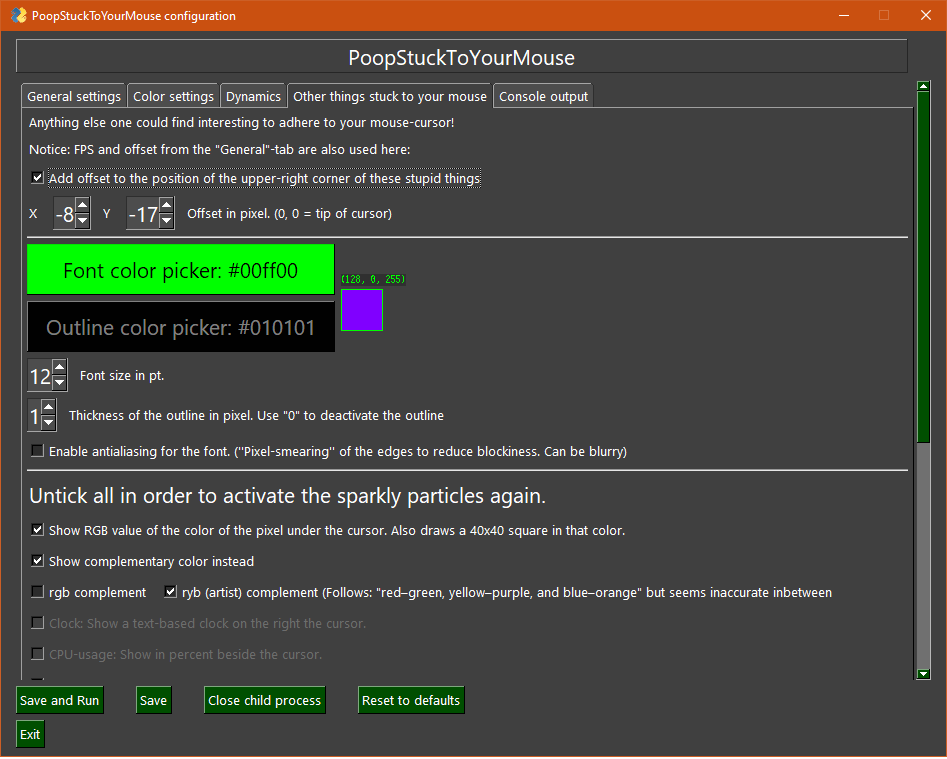 PoopStuckToYourMouse configuration
PoopStuckToYourMouse
General settings Color settings Dynamics Other things stuck to your mouse Console output
Anything else one could find interesting to adhere to your mouse-cursor!
Notice: FPS and offset from the "General"-tab are also used here:
Add offset to the position of the upper-right corner of these stupid things
X -8 Y -17 Offset in pixel. (0, 0 = tip of cursor)
Font color picker: #00ff00
(128, 0, 255)
Outline color picker: #010101
12 Font size in pt.
1 Thickness of the outline in pixel. Use "0" to deactivate the outline
Enable antialiasing for the font. ("Pixel-smearing" of the edges to reduce blockiness. Can be blurry)
Untick all in order to activate the sparkly particles again.
Show RGB value of the color of the pixel under the cursor. Also draws a 40x40 square in that color.
Show complementary color instead
rgb complement ryb (artist) complement (Follows: "red–green, yellow–purple, and blue–orange" but seems inaccurate inbetween
Clock: Show a text-based clock on the right the cursor.
CPU-usage: Show in percent beside the cursor.
Save and Run Save Close child process Reset to defaults
Exit